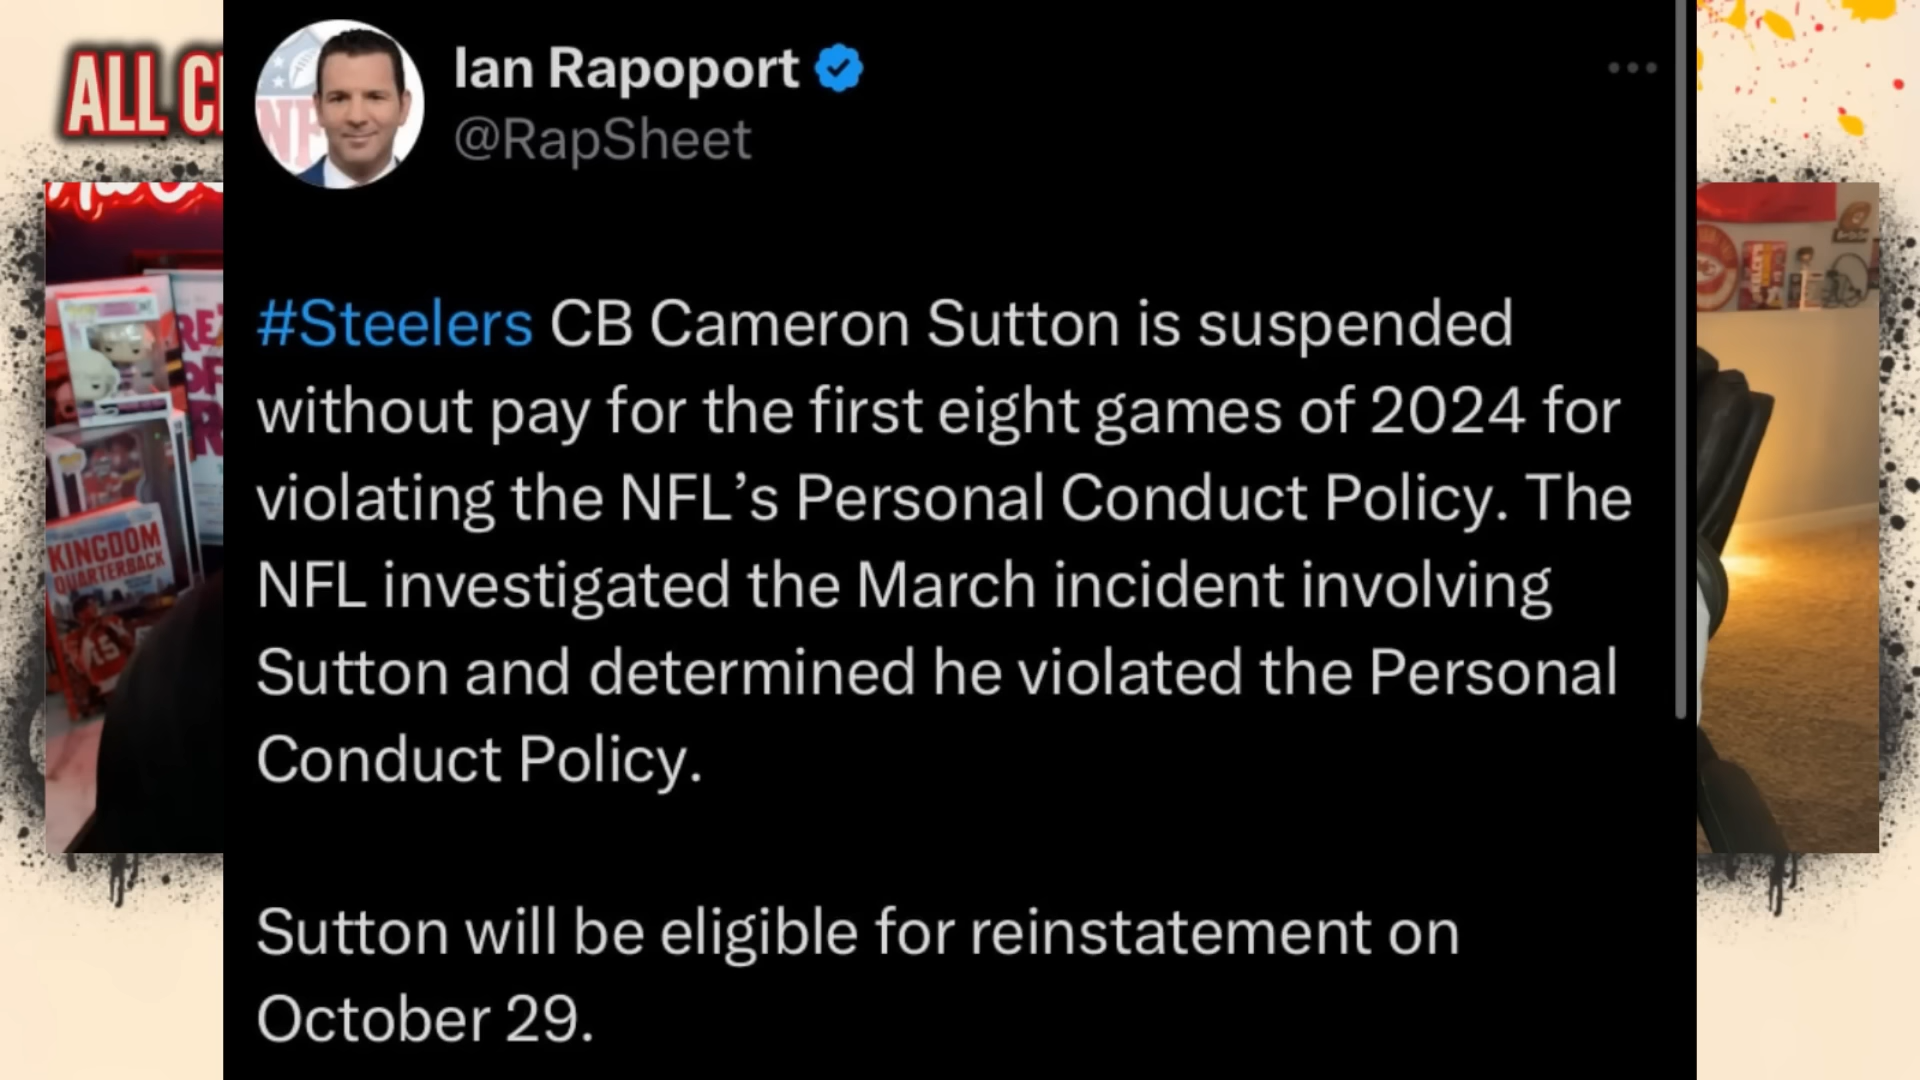 ALL
Ian Rapoport
@RapSheet
#Steelers CB Cameron Sutton is suspended
without pay for the first eight games of 2024 for
violating the NFL’s Personal Conduct Policy. The
NFL investigated the March incident involving
Sutton and determined he violated the Personal
Conduct Policy.
Sutton will be eligible for reinstatement on
October 29.
KINGDOM
QUARTERBACK
15